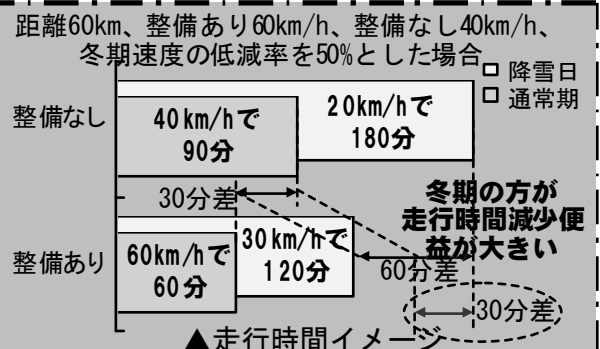 距離60km、整備あり60km/h、整備なし40km/h、
冬期速度の低減率を50%とした場合
降雪日
通常期
整備なし
40km/hで
90分
20km/hで
180分
30分差
冬期の方が
走行時間減少便
益が大きい
整備あり
60km/hで
60分
30km/hで
120分
60分差
30分差
▲走行時間イメージ